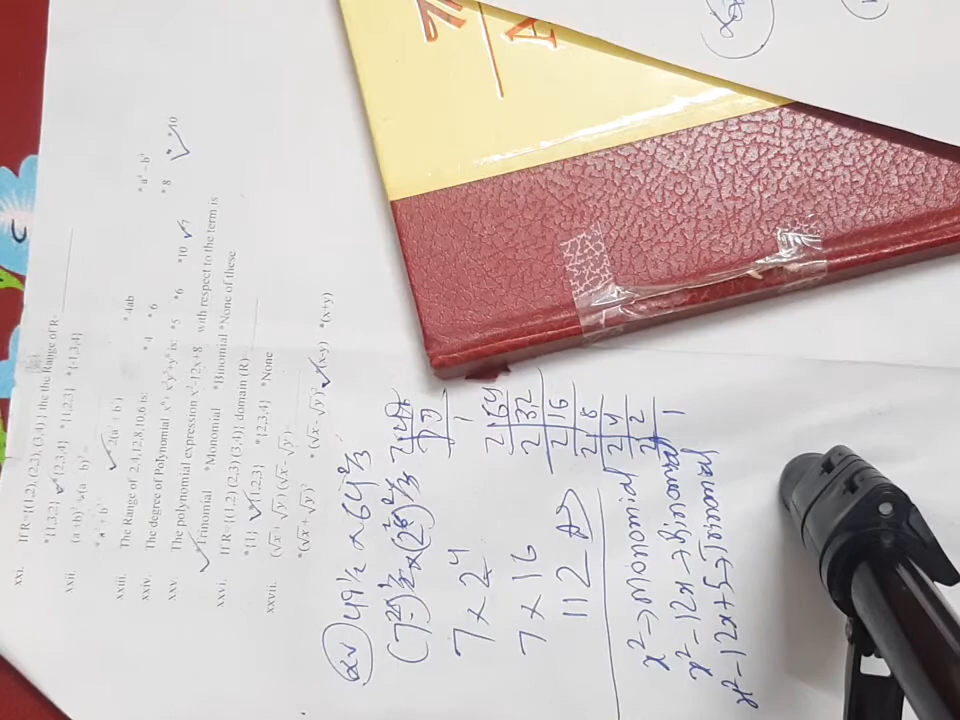 xxi. If R={(1,2), (2,3), (3,4)} the the Range of R-
*{1,3,2} *{2,3,4} *{1,2,3} *{-1,3,4}
xxii (a+b)² + (a b)² =
*a² + b² 2(a² + b²) *4ab *a² - b²
xxiii. The Range of 2,4,12,8,10,6 is: *4 *6 *8 *10
xxiv. The degree of Polynomial is: *5 *6 *10 *7
xxv. The polynomial expression x²-12x+8 with respect to the term is
Trinomial *Monomial *Binomial *None of these
xxvi. If R={(1,2) (2,3) (3,4)} domain (R)
*{1} {1,2,3} *{2,3,4} *None
xxvii. (√x+ √y) (√x -√y)=
*(√x + √y)² *(√x -√y)² (x-y) *(x+y)
49½ × 64⅔
7 × 2⁴
7 × 16
112
2 64
2 32
2 16
2 8
2 4
2 2
1
x² → Monomial
x² - 12x → Binomial
x² - 12x + 5 → Trinomial